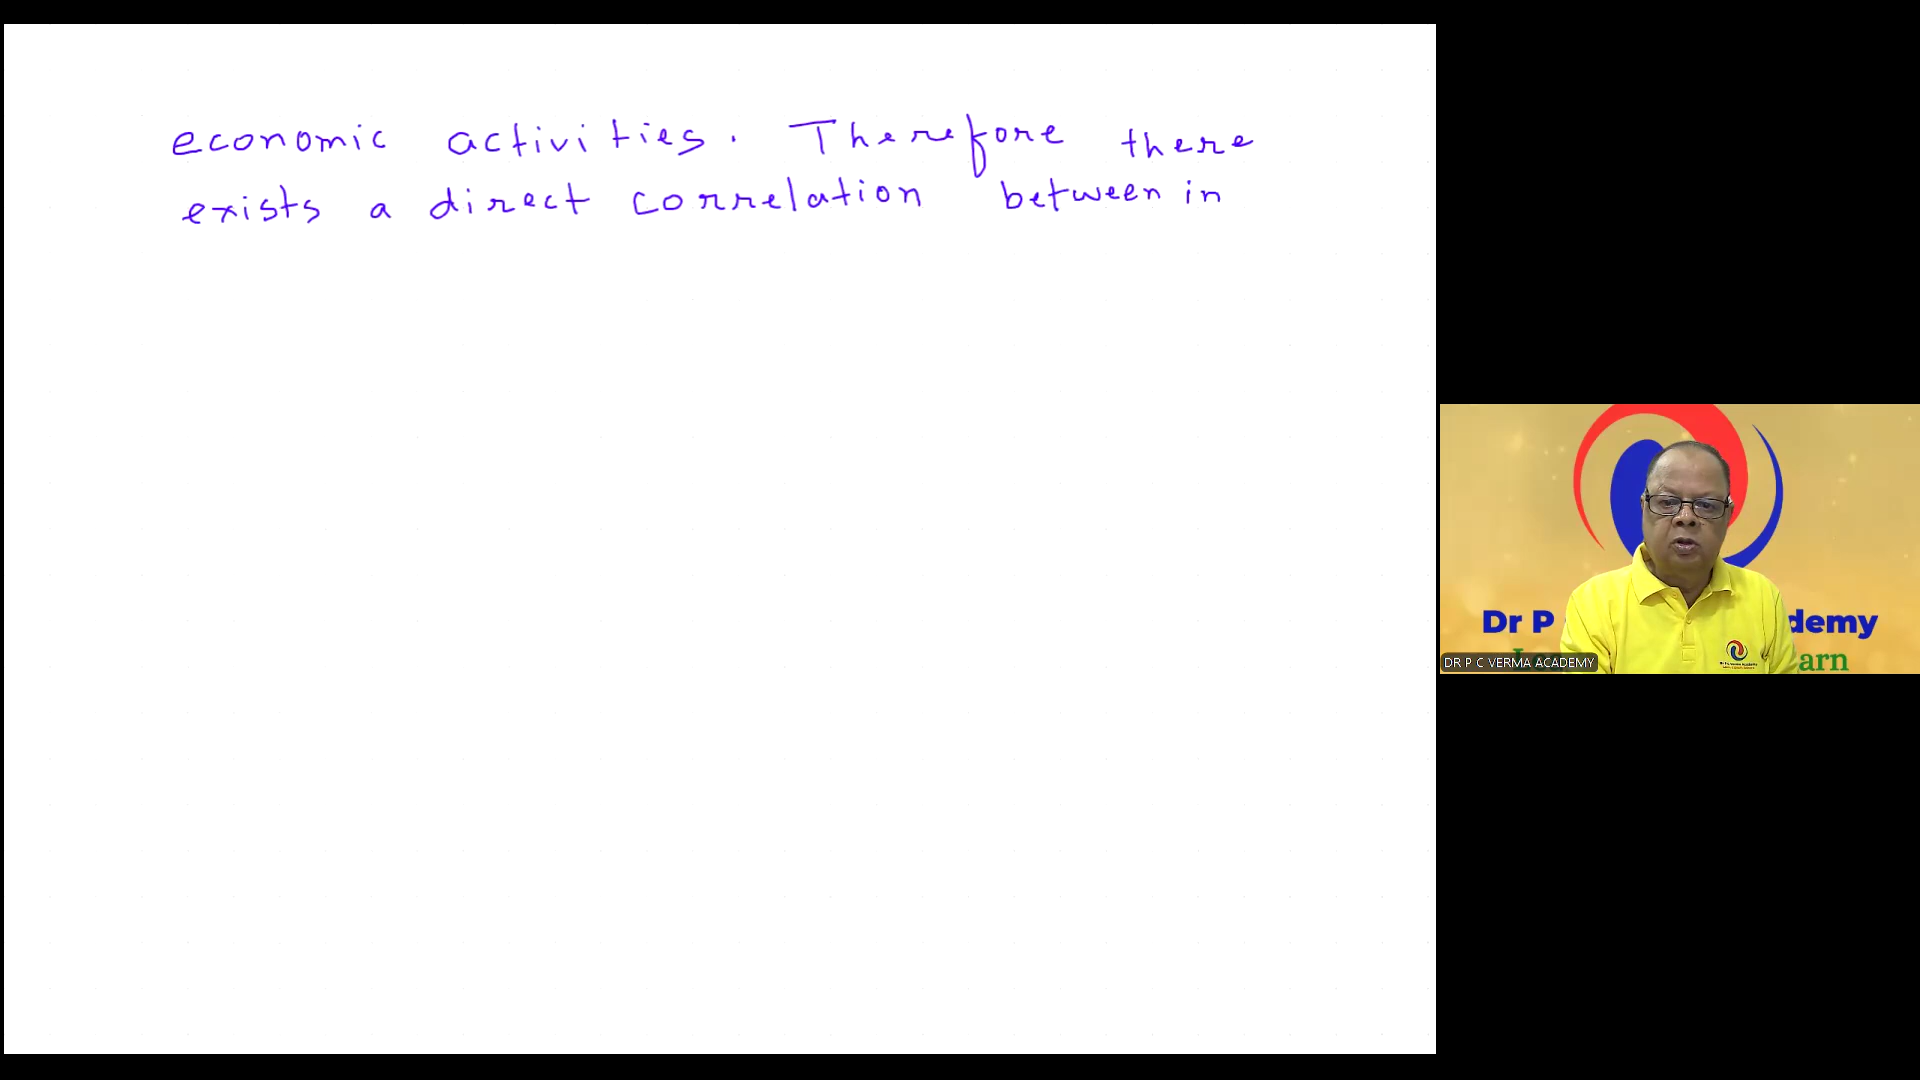 economic activities. Therefore there
exists a direct correlation between in
Dr P demy
arn
DR P C VERMA ACADEMY